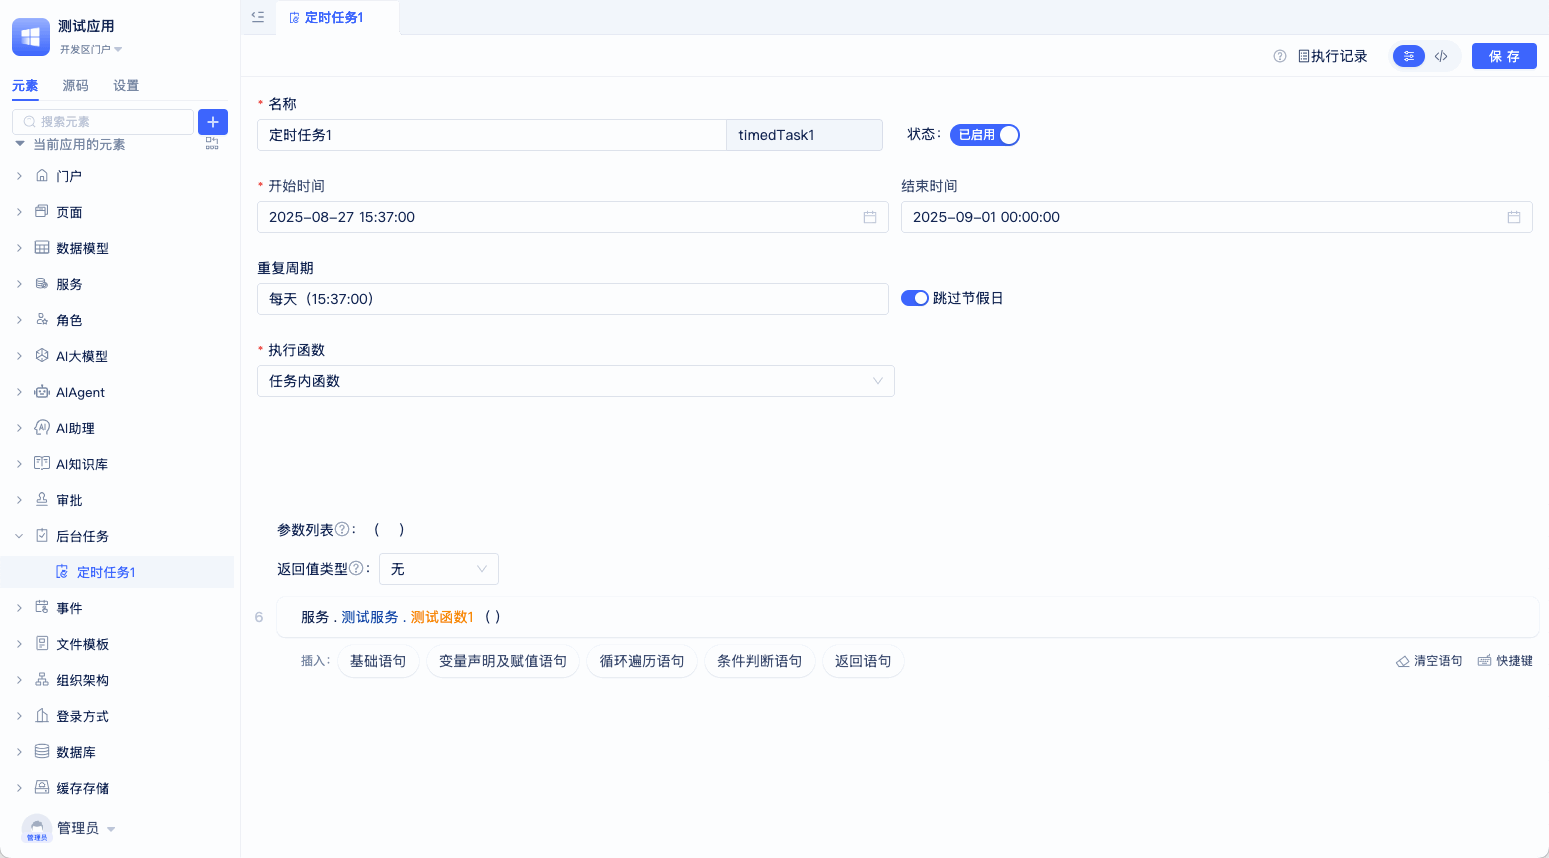 测试应用
开发区门户
元素 源码 设置
搜索元素
当前应用的元素
门户
页面
数据模型
服务
角色
AI大模型
AIAgent
AI助理
AI知识库
审批
后台任务
定时任务1
事件
文件模板
组织架构
登录方式
数据库
缓存存储
管理员
管理员
定时任务1
执行记录
保 存
* 名称
定时任务1 timedTask1 状态: 已启用
* 开始时间 结束时间
2025-08-27 15:37:00 2025-09-01 00:00:00
重复周期
每天（15:37:00） 跳过节假日
* 执行函数
任务内函数
参数列表: ( )
返回值类型: 无
6 服务 . 测试服务 . 测试函数1 ( )
插入: 基础语句 变量声明及赋值语句 循环遍历语句 条件判断语句 返回语句 清空语句 快捷键